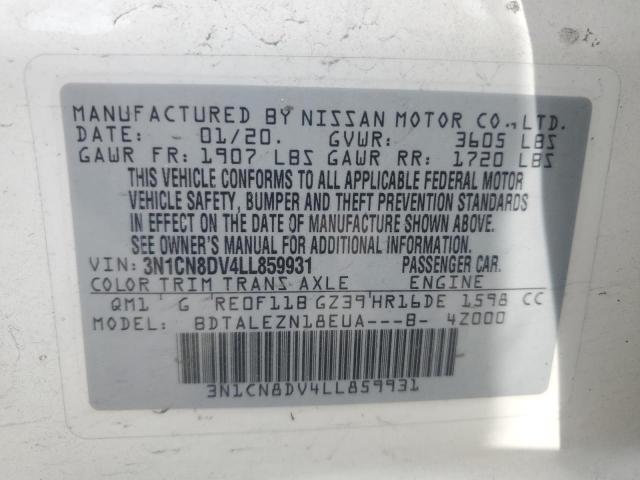 MANUFACTURED BY NISSAN MOTOR CO.,LTD.
DATE: 01/20. GVWR: 3605 LBS
GAWR FR: 1907 LBS GAWR RR: 1720 LBS
THIS VEHICLE CONFORMS TO ALL APPLICABLE FEDERAL MOTOR
VEHICLE SAFETY, BUMPER AND THEFT PREVENTION STANDARDS
IN EFFECT ON THE DATE OF MANUFACTURE SHOWN ABOVE.
SEE OWNER'S MANUAL FOR ADDITIONAL INFORMATION.
VIN: 3N1CN8DV4LL859931 PASSENGER CAR.
COLOR TRIM TRANS AXLE ENGINE
QM1 G RE0F11B GZ39 HR16DE 1598 CC
MODEL: BDTALEZN18EUA---B- 4Z000
3N1CN8DV4LL859931